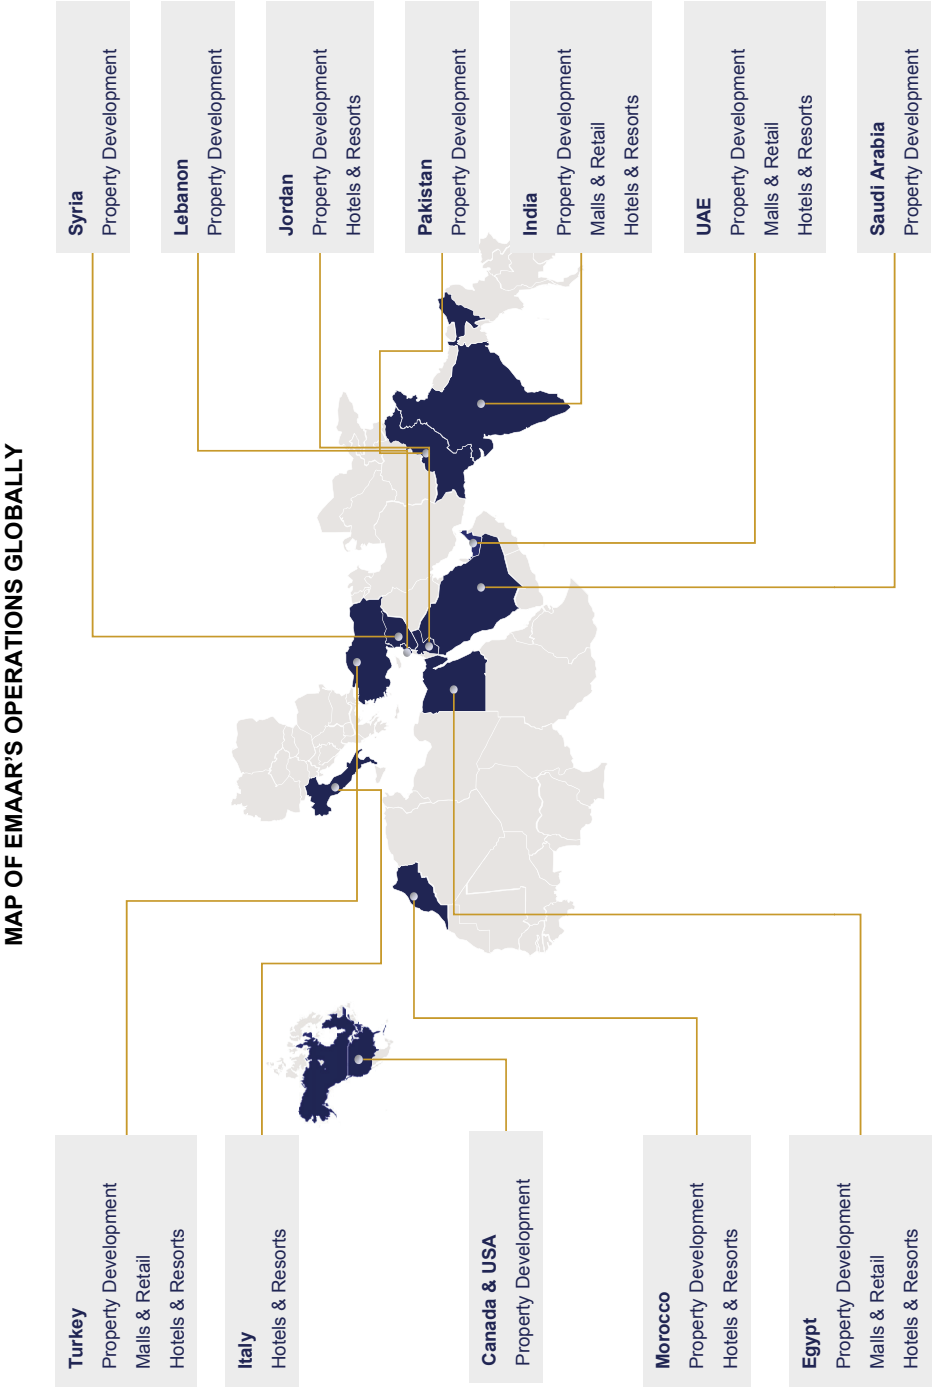 MAP OF EMAAR’S OPERATIONS GLOBALLY
Turkey
Property Development
Malls & Retail
Hotels & Resorts
Italy
Hotels & Resorts
Canada & USA
Property Development
Morocco
Property Development
Hotels & Resorts
Egypt
Property Development
Malls & Retail
Hotels & Resorts
Syria
Property Development
Lebanon
Property Development
Jordan
Property Development
Hotels & Resorts
Pakistan
Property Development
India
Property Development
Malls & Retail
Hotels & Resorts
UAE
Property Development
Malls & Retail
Hotels & Resorts
Saudi Arabia
Property Development